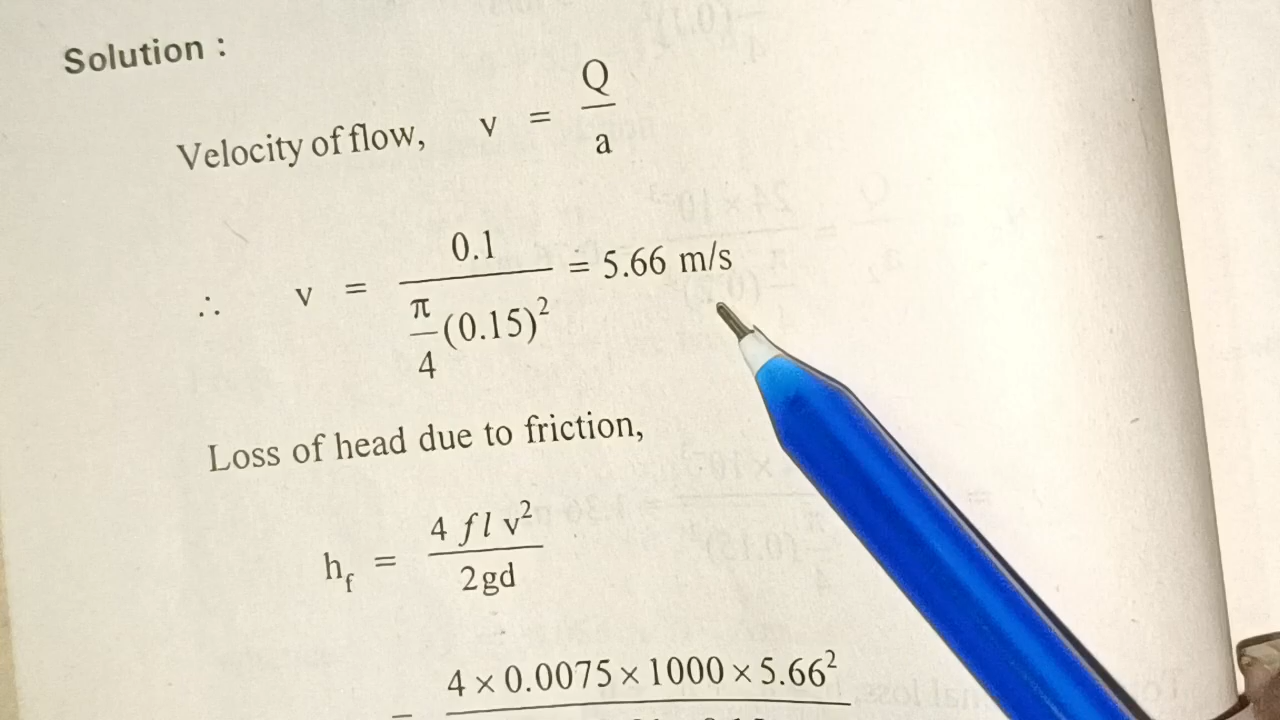 Solution :
Velocity of flow, v = Q/a
∴ v = 0.1 / (π/4 (0.15)²) = 5.66 m/s
Loss of head due to friction,
h_f = 4 f l v² / 2gd
= 4 × 0.0075 × 1000 × 5.66²